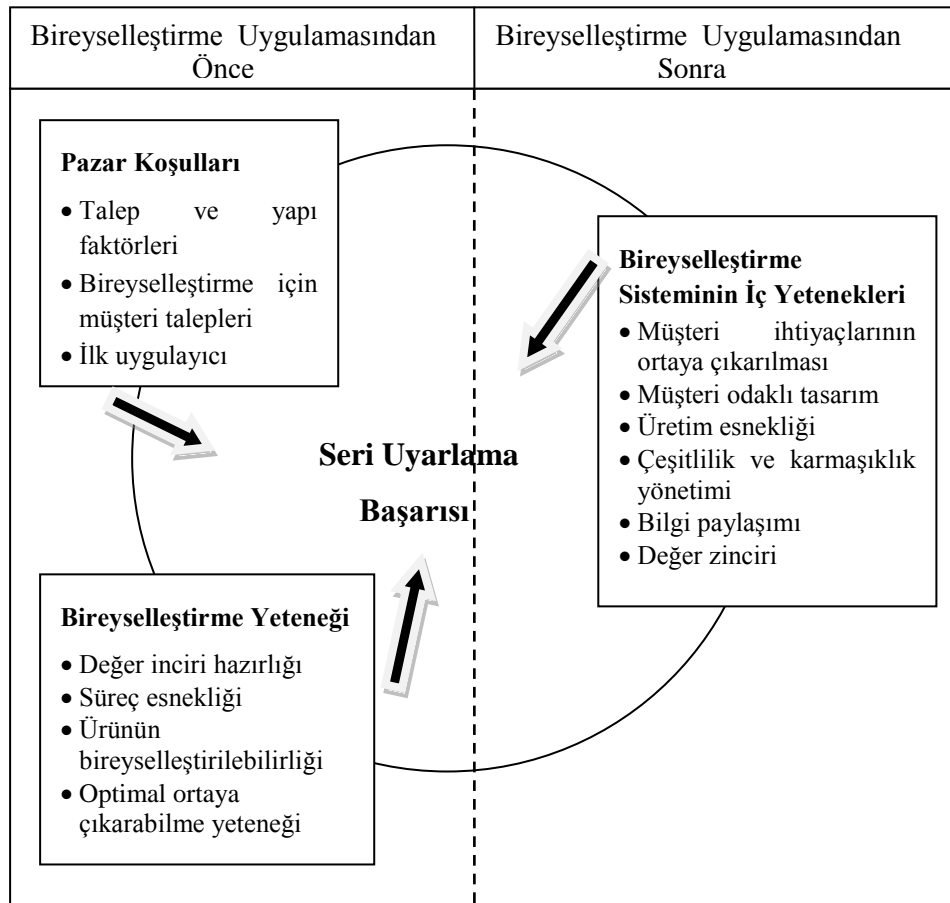 Bireyselleştirme Uygulamasından
Önce
Bireyselleştirme Uygulamasından
Sonra
Pazar Koşulları
• Talep ve yapı
faktörleri
• Bireyselleştirme için
müşteri talepleri
• İlk uygulayıcı
Bireyselleştirme
Sisteminin İç Yetenekleri
• Müşteri ihtiyaçlarının
ortaya çıkarılması
• Müşteri odaklı tasarım
• Üretim esnekliği
• Çeşitlilik ve karmaşıklık
yönetimi
• Bilgi paylaşımı
• Değer zinciri
Seri Uyarlama
Başarısı
Bireyselleştirme Yeteneği
• Değer inciri hazırlığı
• Süreç esnekliği
• Ürünün
bireyselleştirilebilirliği
• Optimal ortaya
çıkarabilme yeteneği